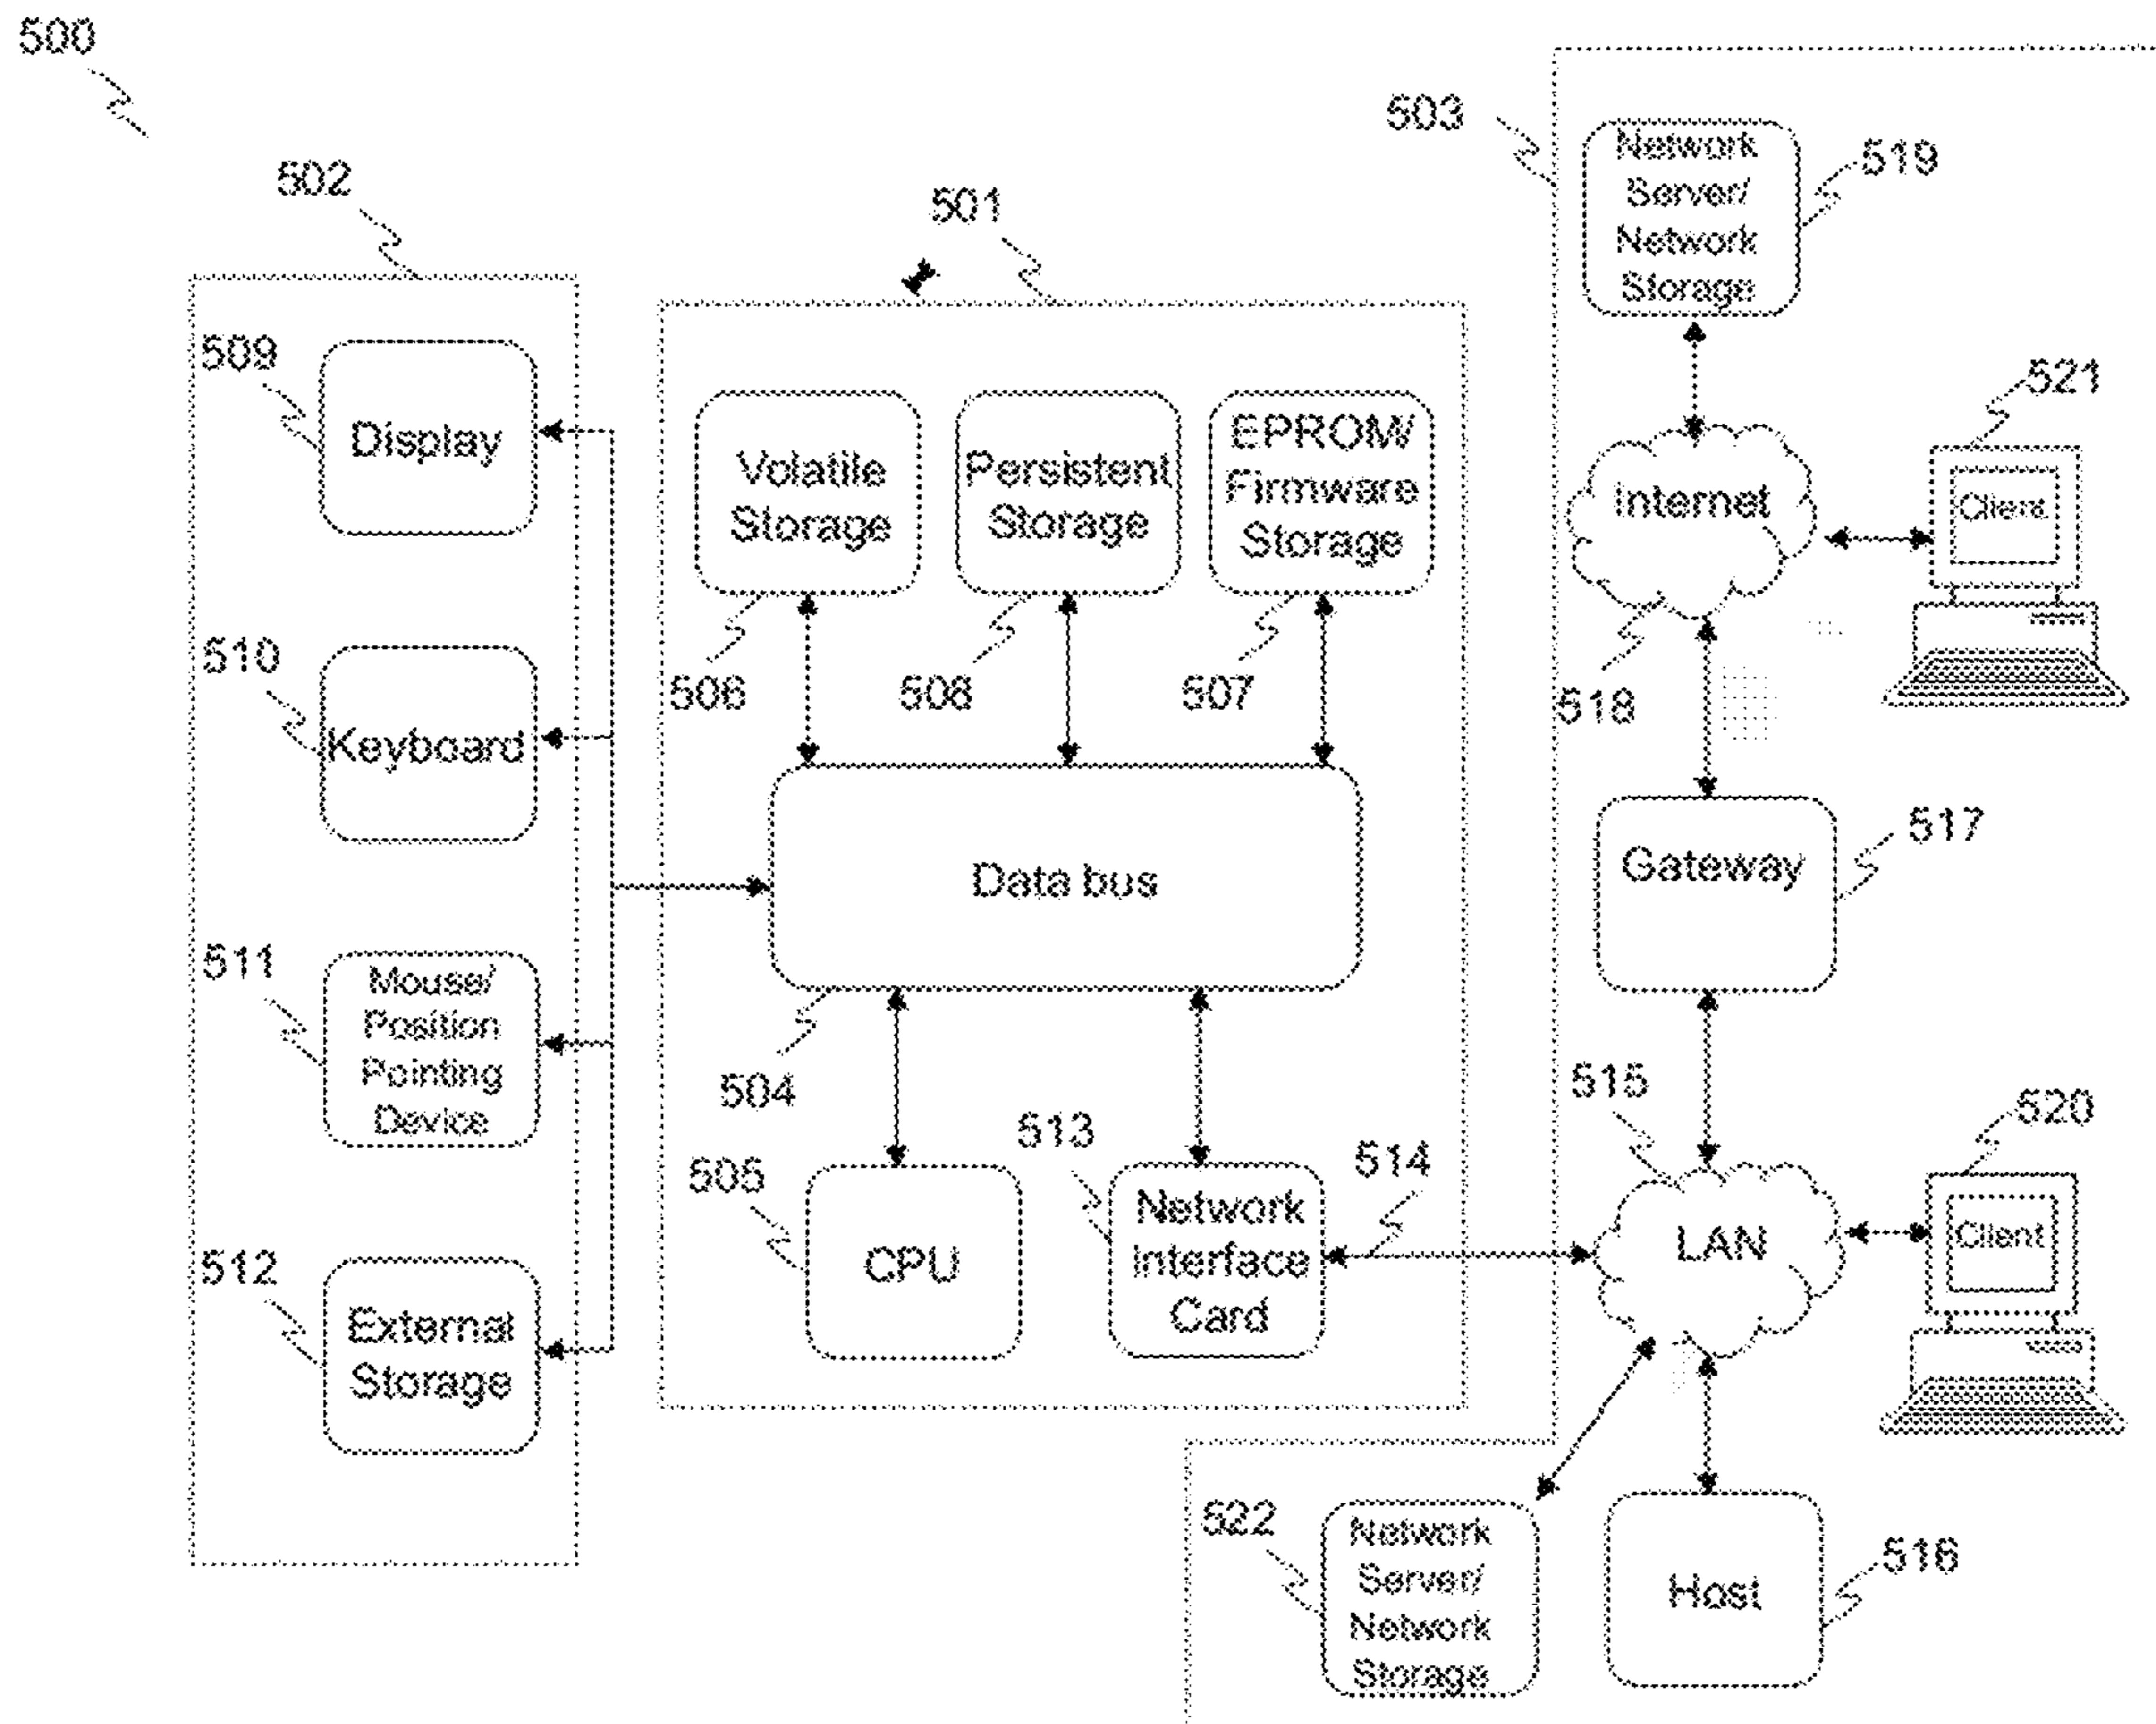 500
502
501
503
Network
Server/
Network
Storage
519
509
Display
Volatile
Storage
Persistent
Storage
EPROM/
Firmware
Storage
Internet
Client
521
510
Keyboard
506
508
507
518
Data bus
Gateway
517
511
Mouse/
Position
Pointing
Device
504
513
514
515
520
505
CPU
Network
Interface
Card
LAN
Client
512
External
Storage
522
Network
Server/
Network
Storage
Host
516